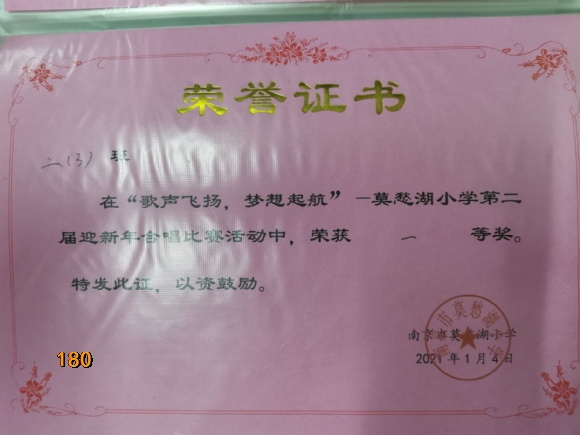 荣誉证书
二（3）班
在“歌声飞扬，梦想起航”–莫愁湖小学第二
届迎新年合唱比赛活动中，荣获 一 等奖。
特发此证，以资鼓励。
南京市莫愁湖小学
2021年1月4日
180